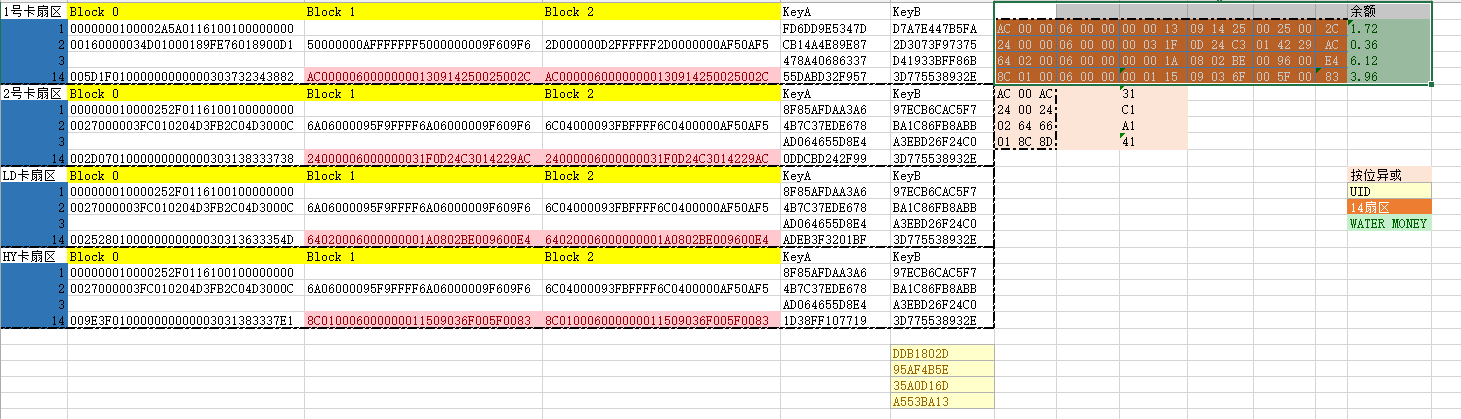 1号卡扇区 Block 0 Block 1 Block 2 KeyA KeyB 余额
1 00000001000002A5A0116100100000000 FD6DD9E5347D D7A7E447B5FA AC 00 00 06 00 00 00 00 13 09 14 25 00 25 00 2C 1.72
2 00160000034D01000189FE76018900D1 50000000AFFFFFFF5000000009F609F6 2D000000D2FFFFFF2D0000000AF50AF5 CB14A4E89E87 2D3073F97375 24 00 00 06 00 00 00 03 1F 0D 24 C3 01 42 29 AC 0.36
3 478A40686337 D41933BFF86B 64 02 00 06 00 00 00 00 1A 08 02 BE 00 96 00 E4 6.12
14 005D1F01000000000000303732343882 AC00000600000000130914250025002C AC00000600000000130914250025002C 55DABD32F957 3D775538932E 8C 01 00 06 00 00 00 01 15 09 03 6F 00 5F 00 83 3.96
2号卡扇区 Block 0 Block 1 Block 2 KeyA KeyB AC 00 AC 31
1 000000010000252F0116100100000000 8F85AFDAA3A6 97ECB6CAC5F7 24 00 24 C1
2 0027000003FC010204D3FB2C04D3000C 6A06000095F9FFFF6A06000009F609F6 6C04000093FBFFFF6C0400000AF50AF5 4B7C37EDE678 BA1C86FB8ABB 02 64 66 A1
3 AD064655D8E4 A3EBD26F24C0 01 8C 8D 41
14 002D0701000000000000303138333738 24000006000000031F0D24C3014229AC 24000006000000031F0D24C3014229AC 0DDCBD242F99 3D775538932E
LD卡扇区 Block 0 Block 1 Block 2 KeyA KeyB 按位异或
1 000000010000252F0116100100000000 8F85AFDAA3A6 97ECB6CAC5F7 UID
2 0027000003FC010204D3FB2C04D3000C 6A06000095F9FFFF6A06000009F609F6 6C04000093FBFFFF6C0400000AF50AF5 4B7C37EDE678 BA1C86FB8ABB 14扇区
3 AD064655D8E4 A3EBD26F24C0 WATER MONEY
14 0025280100000000000030313633354D 64020006000000001A0802BE009600E4 64020006000000001A0802BE009600E4 ADEB3F3201BF 3D775538932E
HY卡扇区 Block 0 Block 1 Block 2 KeyA KeyB
1 000000010000252F0116100100000000 8F85AFDAA3A6 97ECB6CAC5F7
2 0027000003FC010204D3FB2C04D3000C 6A06000095F9FFFF6A06000009F609F6 6C04000093FBFFFF6C0400000AF50AF5 4B7C37EDE678 BA1C86FB8ABB
3 AD064655D8E4 A3EBD26F24C0
14 009E3F010000000000003031383337E1 8C010006000000011509036F005F0083 8C010006000000011509036F005F0083 1D38FF107719 3D775538932E
DDB1802D
95AF4B5E
35A0D16D
A553BA13